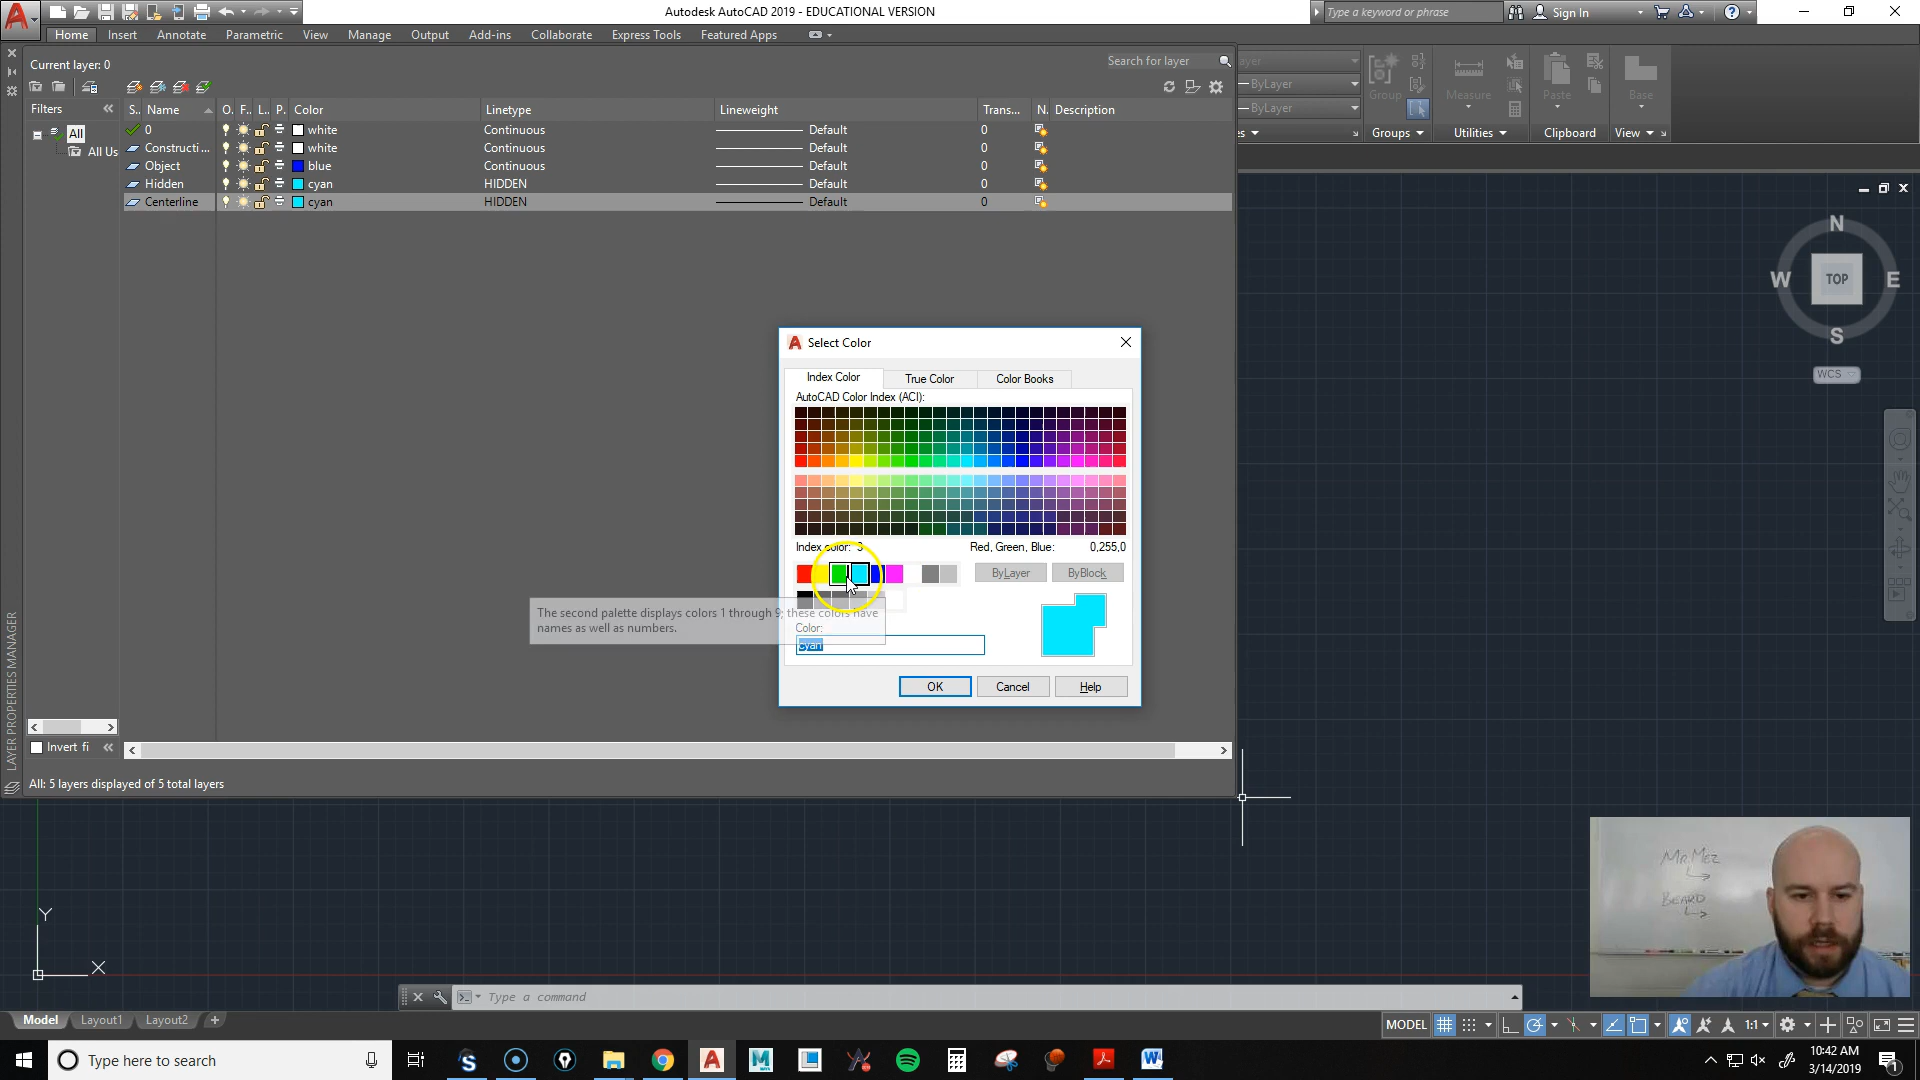 Autodesk AutoCAD 2019 - EDUCATIONAL VERSION
Type a keyword or phrase
Sign In
Home Insert Annotate Parametric View Manage Output Add-ins Collaborate Express Tools Featured Apps
Current layer: 0
Search for layer
ByLayer
ByLayer
Group Measure Paste Base
Groups Utilities Clipboard View
Filters
S.. Name O. F.. L.. P. Color Linetype Lineweight Trans... N. Description
All
All Us
0 white Continuous Default 0
Constructi... white Continuous Default 0
Object blue Continuous Default 0
Hidden cyan HIDDEN Default 0
Centerline cyan HIDDEN Default 0
N
W TOP E
S
WCS
Select Color
Index Color True Color Color Books
AutoCAD Color Index (ACI):
Index color: 3 Red, Green, Blue: 0,255,0
ByLayer ByBlock
The second palette displays colors 1 through 9; these colors have
names as well as numbers.
Color:
cyan
OK Cancel Help
LAYER PROPERTIES MANAGER
Invert fi
All: 5 layers displayed of 5 total layers
Mr.Mez
BEARD
Y
X
Type a command
Model Layout1 Layout2 +
MODEL 1:1
Type here to search
10:42 AM
3/14/2019
1